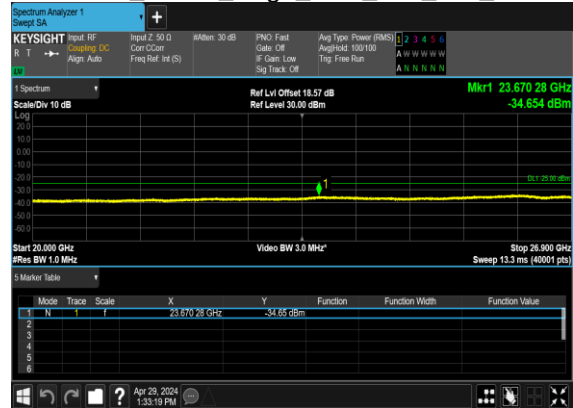 Spectrum Analyzer 1
Swept SA
+
KEYSIGHT Input: RF Input Z: 50 Ω #Atten: 30 dB PNO: Fast Avg Type: Power (RMS) 1 2 3 4 5 6
R T Coupling: DC Corr CCorr Gate: Off Avg|Hold: 100/100 A W W W W W
Align: Auto Freq Ref: Int (S) IF Gain: Low Trig: Free Run
LXI Sig Track: Off A N N N N N
1 Spectrum Ref Lvl Offset 18.57 dB Mkr1 23.670 28 GHz
Scale/Div 10 dB Ref Level 30.00 dBm -34.654 dBm
Log
20.0
10.0
0.00
-10.0
-20.0
DL1 -25.00 dBm
1
-30.0
-40.0
-50.0
-60.0
Start 20.000 GHz Video BW 3.0 MHz* Stop 26.900 GHz
#Res BW 1.0 MHz Sweep 13.3 ms (40001 pts)
5 Marker Table
Mode Trace Scale X Y Function Function Width Function Value
1 N 1 f 23.670 28 GHz -34.65 dBm
2
3
4
5
6
? Apr 29, 2024
1:33:19 PM